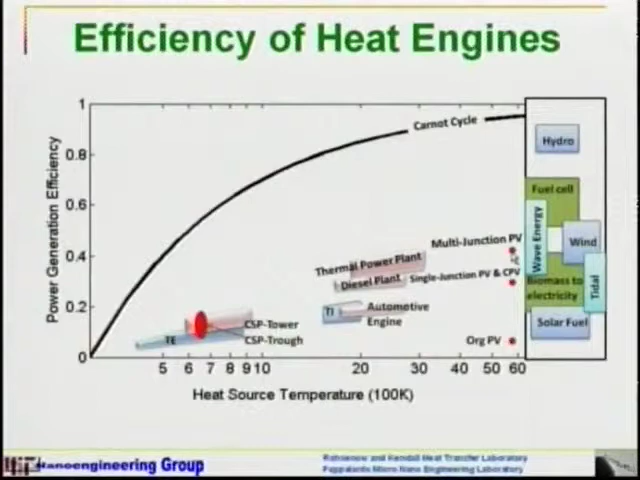 Efficiency of Heat Engines
Power Generation Efficiency
1
0.8
0.6
0.4
0.2
0
5 6 7 8 9 10 20 30 40 50 60
Heat Source Temperature (100K)
Carnot Cycle
Multi-Junction PV
Thermal Power Plant
Diesel Plant
Single-Junction PV & CPV
TI
Automotive
Engine
CSP-Tower
CSP-Trough
TE
Org PV
Hydro
Fuel cell
Wave Energy
Wind
Biomass to
electricity
Tidal
Solar Fuel
MIT Nanoengineering Group
Rohsenow and Kendall Heat Transfer Laboratory
Pappalardo Micro Nano Engineering Laboratory